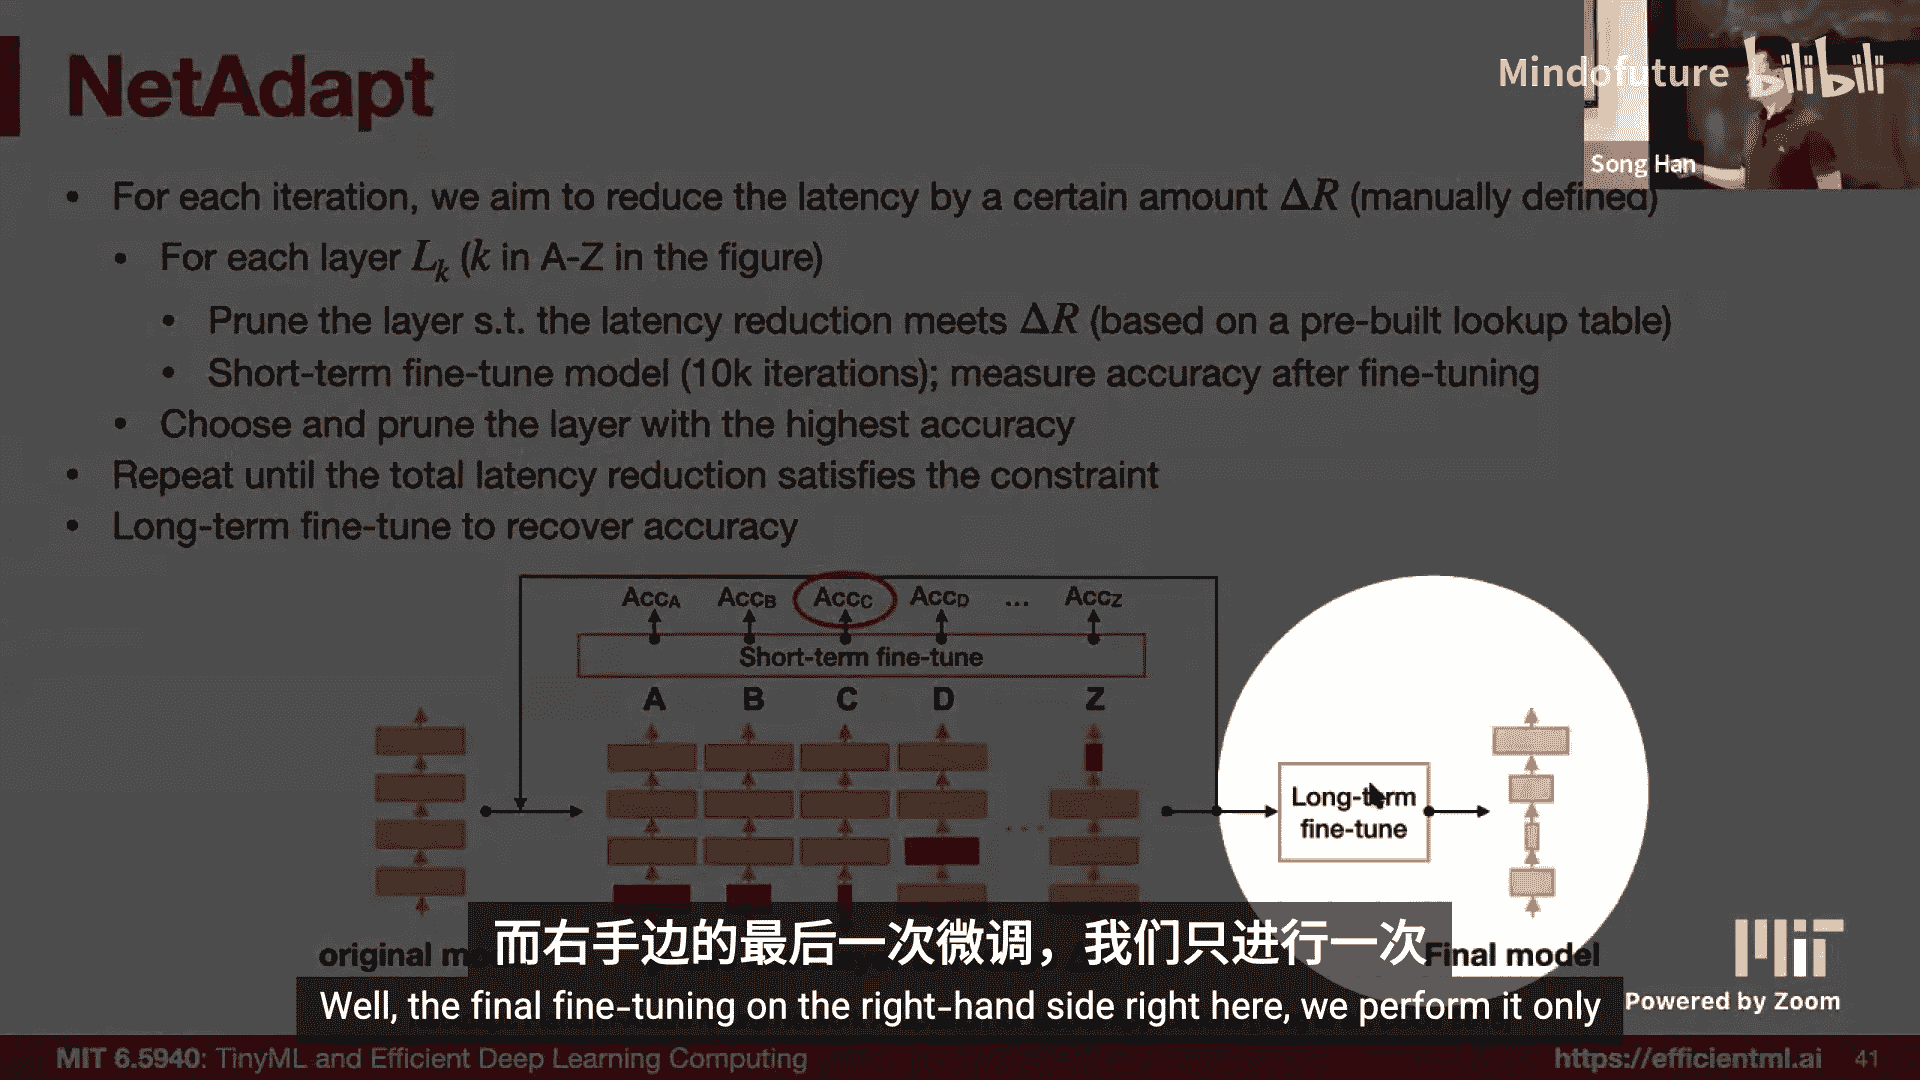 NetAdapt
Mindofuture bilibili
Song Han
• For each iteration, we aim to reduce the latency by a certain amount ΔR (manually defined)
• For each layer Lk (k in A-Z in the figure)
• Prune the layer s.t. the latency reduction meets ΔR (based on a pre-built lookup table)
• Short-term fine-tune model (10k iterations); measure accuracy after fine-tuning
• Choose and prune the layer with the highest accuracy
• Repeat until the total latency reduction satisfies the constraint
• Long-term fine-tune to recover accuracy
AccA AccB AccC AccD ... AccZ
Short-term fine-tune
A B C D Z
...
Long-term
fine-tune
original
Final model
而右手边的最后一次微调，我们只进行一次
Well, the final fine-tuning on the right-hand side right here, we perform it only
MIT
Powered by Zoom
MIT 6.5940: TinyML and Efficient Deep Learning Computing
https://efficientml.ai 41